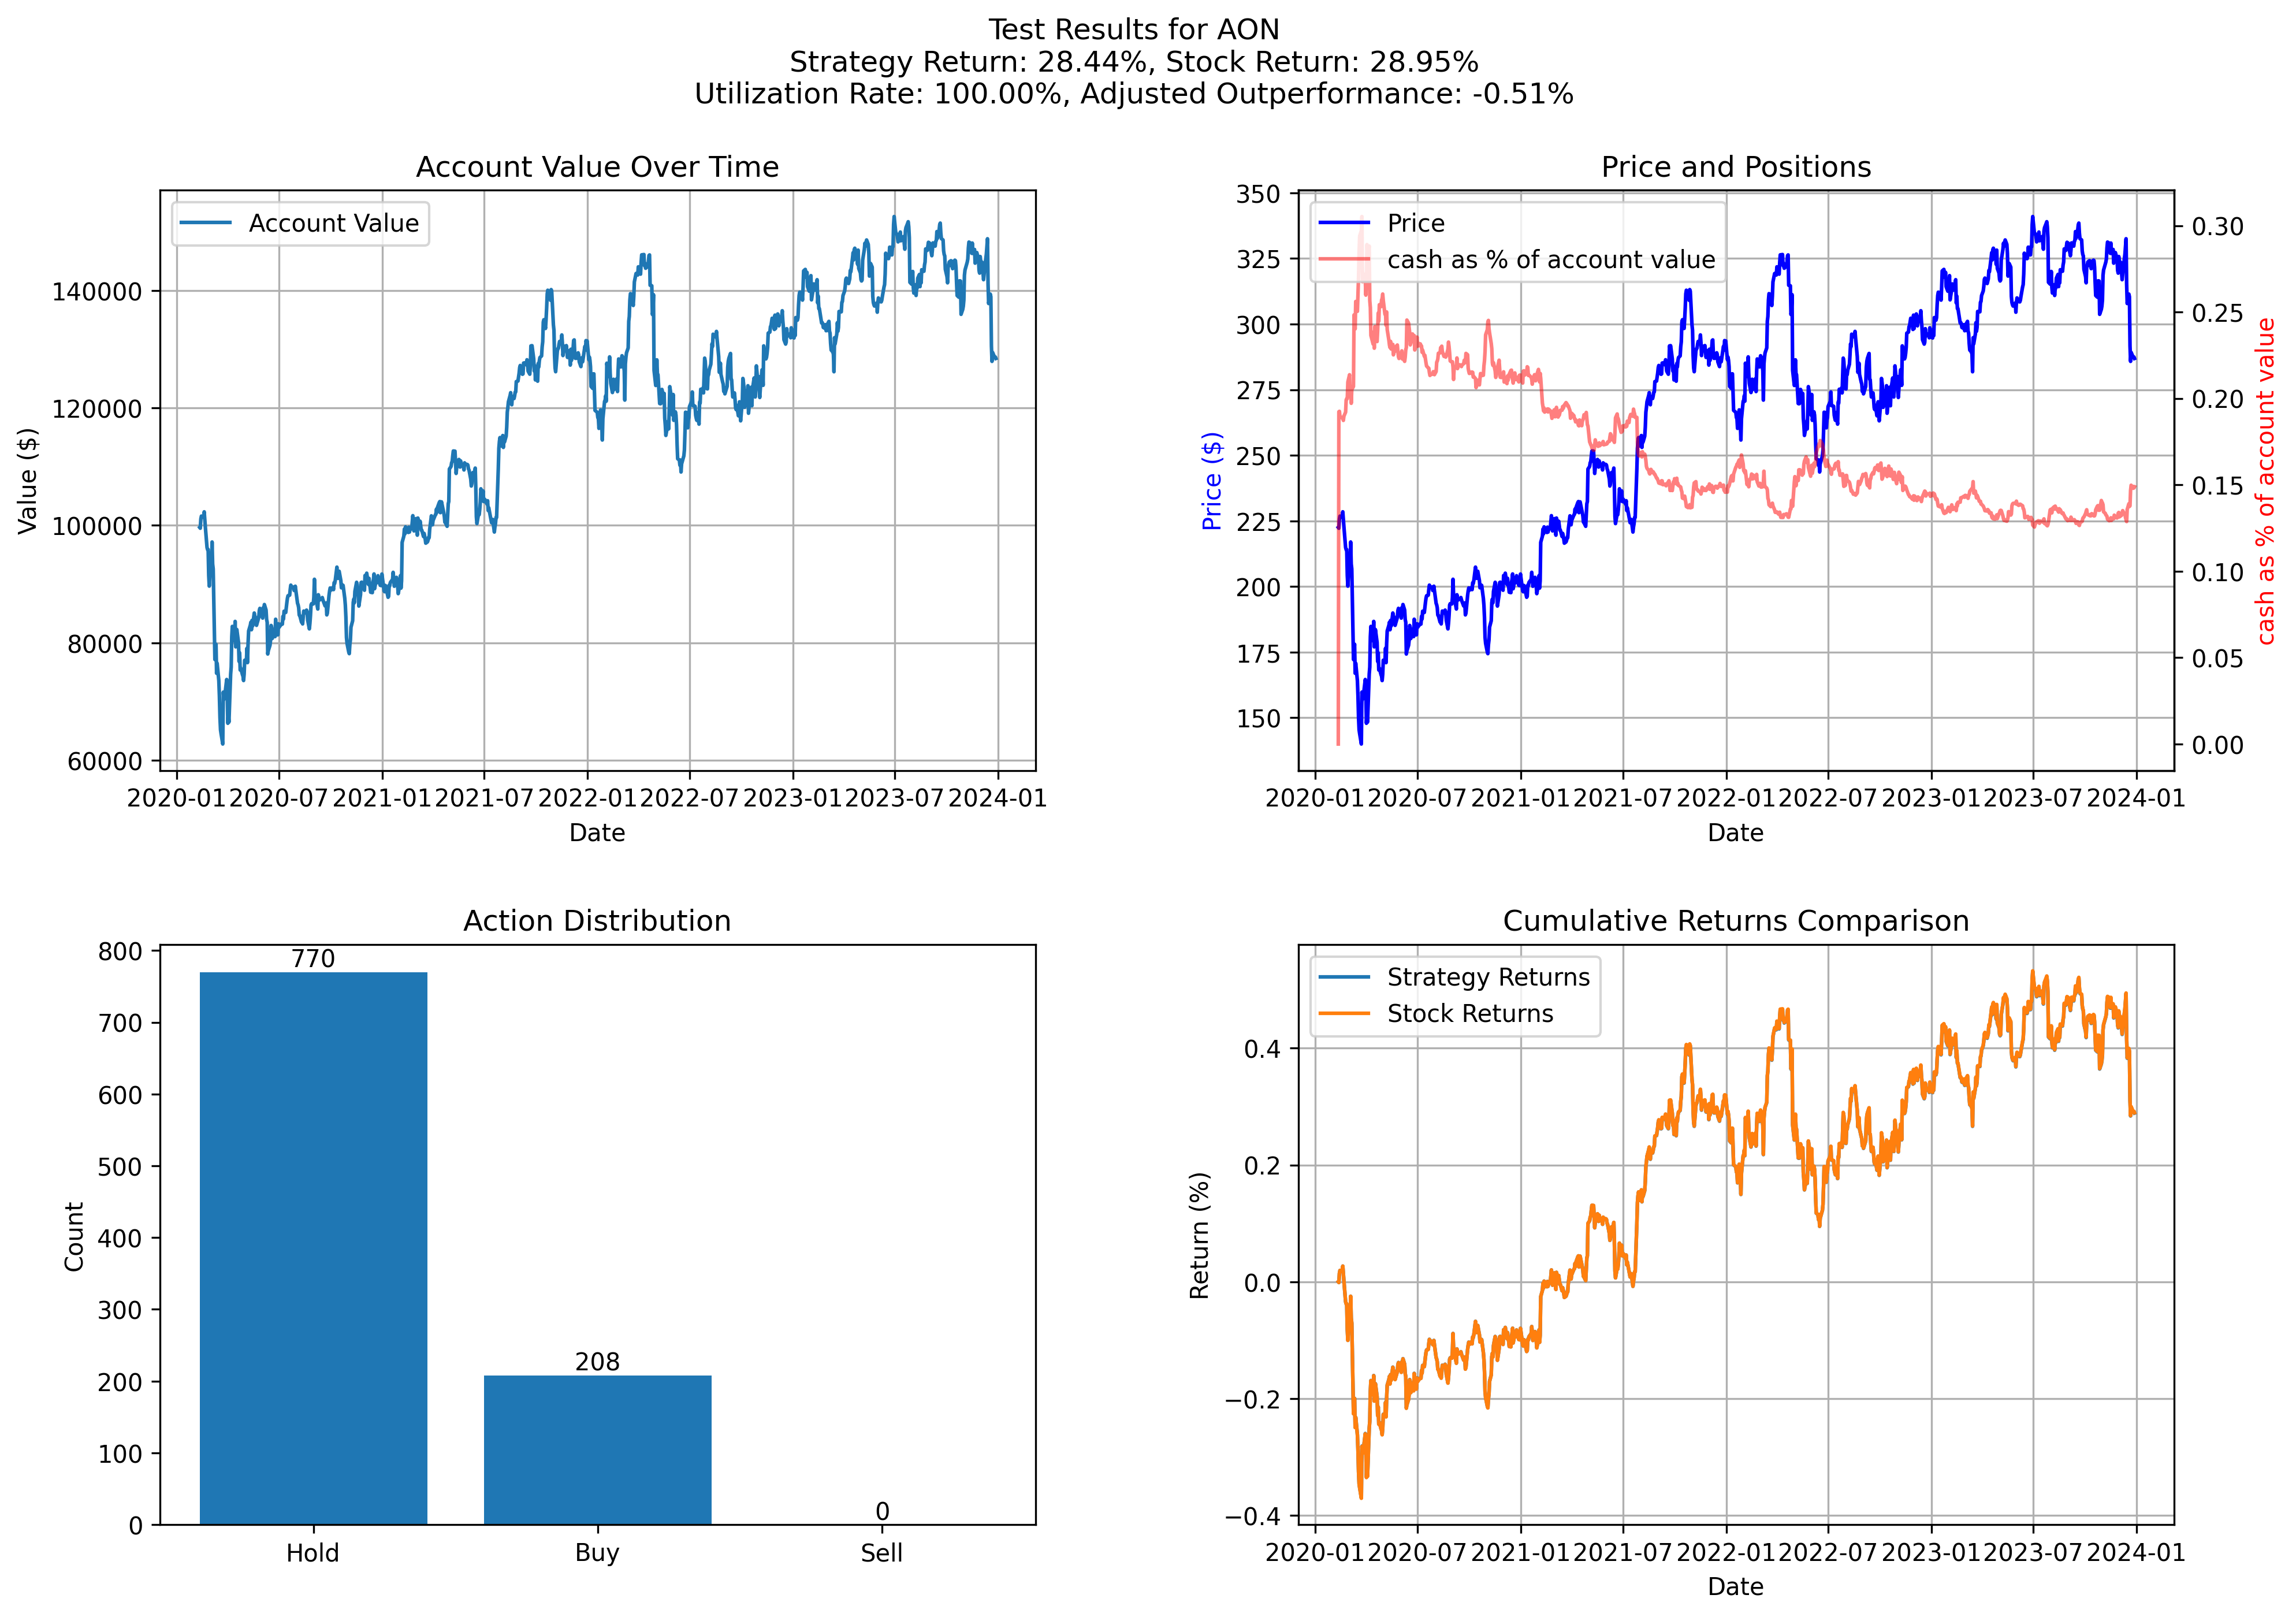 Test Results for AON
Strategy Return: 28.44%, Stock Return: 28.95%
Utilization Rate: 100.00%, Adjusted Outperformance: -0.51%
Account Value Over Time
Account Value
Value ($)
140000
120000
100000
80000
60000
2020-01 2020-07 2021-01 2021-07 2022-01 2022-07 2023-01 2023-07 2024-01
Date
Price and Positions
Price
cash as % of account value
Price ($)
350
325
300
275
250
225
200
175
150
0.30
0.25
0.20
0.15
0.10
0.05
0.00
cash as % of account value
2020-01 2020-07 2021-01 2021-07 2022-01 2022-07 2023-01 2023-07 2024-01
Date
Action Distribution
Count
800
700
600
500
400
300
200
100
0
770
208
0
Hold Buy Sell
Cumulative Returns Comparison
Strategy Returns
Stock Returns
Return (%)
0.4
0.2
0.0
−0.2
−0.4
2020-01 2020-07 2021-01 2021-07 2022-01 2022-07 2023-01 2023-07 2024-01
Date